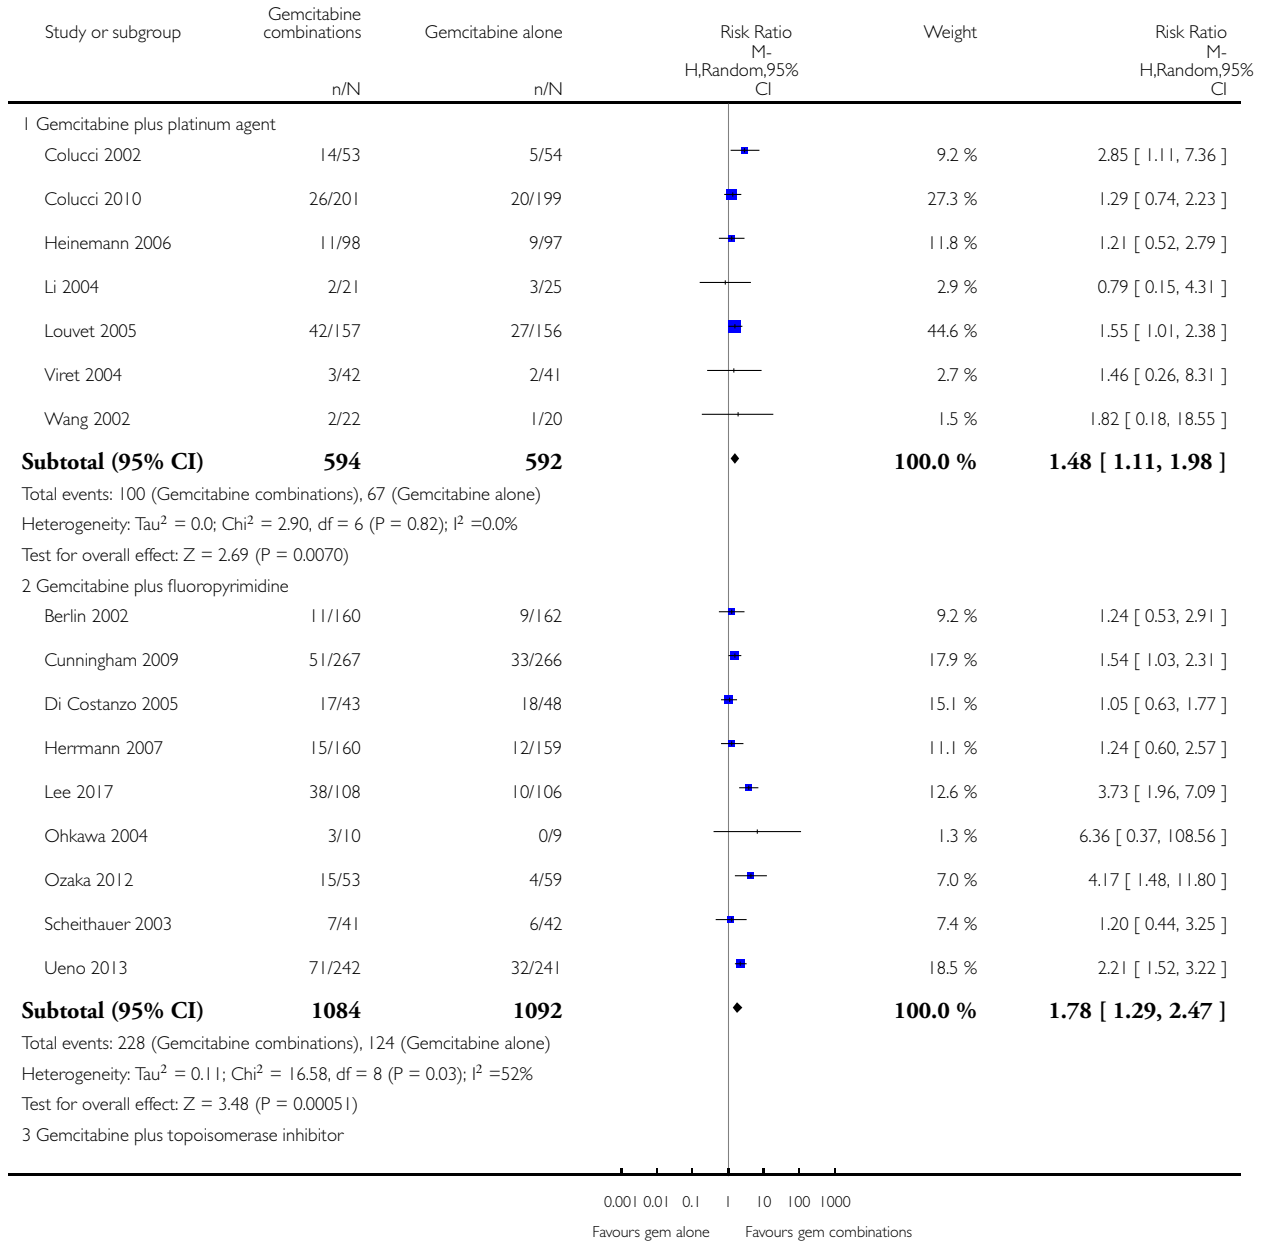 Study or subgroup Gemcitabine combinations Gemcitabine alone Risk Ratio Weight Risk Ratio
M-H,Random,95% CI M-H,Random,95% CI
n/N n/N
1 Gemcitabine plus platinum agent
Colucci 2002 14/53 5/54 9.2 % 2.85 [ 1.11, 7.36 ]
Colucci 2010 26/201 20/199 27.3 % 1.29 [ 0.74, 2.23 ]
Heinemann 2006 11/98 9/97 11.8 % 1.21 [ 0.52, 2.79 ]
Li 2004 2/21 3/25 2.9 % 0.79 [ 0.15, 4.31 ]
Louvet 2005 42/157 27/156 44.6 % 1.55 [ 1.01, 2.38 ]
Viret 2004 3/42 2/41 2.7 % 1.46 [ 0.26, 8.31 ]
Wang 2002 2/22 1/20 1.5 % 1.82 [ 0.18, 18.55 ]
Subtotal (95% CI) 594 592 100.0 % 1.48 [ 1.11, 1.98 ]
Total events: 100 (Gemcitabine combinations), 67 (Gemcitabine alone)
Heterogeneity: Tau² = 0.0; Chi² = 2.90, df = 6 (P = 0.82); I² =0.0%
Test for overall effect: Z = 2.69 (P = 0.0070)
2 Gemcitabine plus fluoropyrimidine
Berlin 2002 11/160 9/162 9.2 % 1.24 [ 0.53, 2.91 ]
Cunningham 2009 51/267 33/266 17.9 % 1.54 [ 1.03, 2.31 ]
Di Costanzo 2005 17/43 18/48 15.1 % 1.05 [ 0.63, 1.77 ]
Herrmann 2007 15/160 12/159 11.1 % 1.24 [ 0.60, 2.57 ]
Lee 2017 38/108 10/106 12.6 % 3.73 [ 1.96, 7.09 ]
Ohkawa 2004 3/10 0/9 1.3 % 6.36 [ 0.37, 108.56 ]
Ozaka 2012 15/53 4/59 7.0 % 4.17 [ 1.48, 11.80 ]
Scheithauer 2003 7/41 6/42 7.4 % 1.20 [ 0.44, 3.25 ]
Ueno 2013 71/242 32/241 18.5 % 2.21 [ 1.52, 3.22 ]
Subtotal (95% CI) 1084 1092 100.0 % 1.78 [ 1.29, 2.47 ]
Total events: 228 (Gemcitabine combinations), 124 (Gemcitabine alone)
Heterogeneity: Tau² = 0.11; Chi² = 16.58, df = 8 (P = 0.03); I² =52%
Test for overall effect: Z = 3.48 (P = 0.00051)
3 Gemcitabine plus topoisomerase inhibitor
0.001 0.01 0.1 1 10 100 1000
Favours gem alone Favours gem combinations